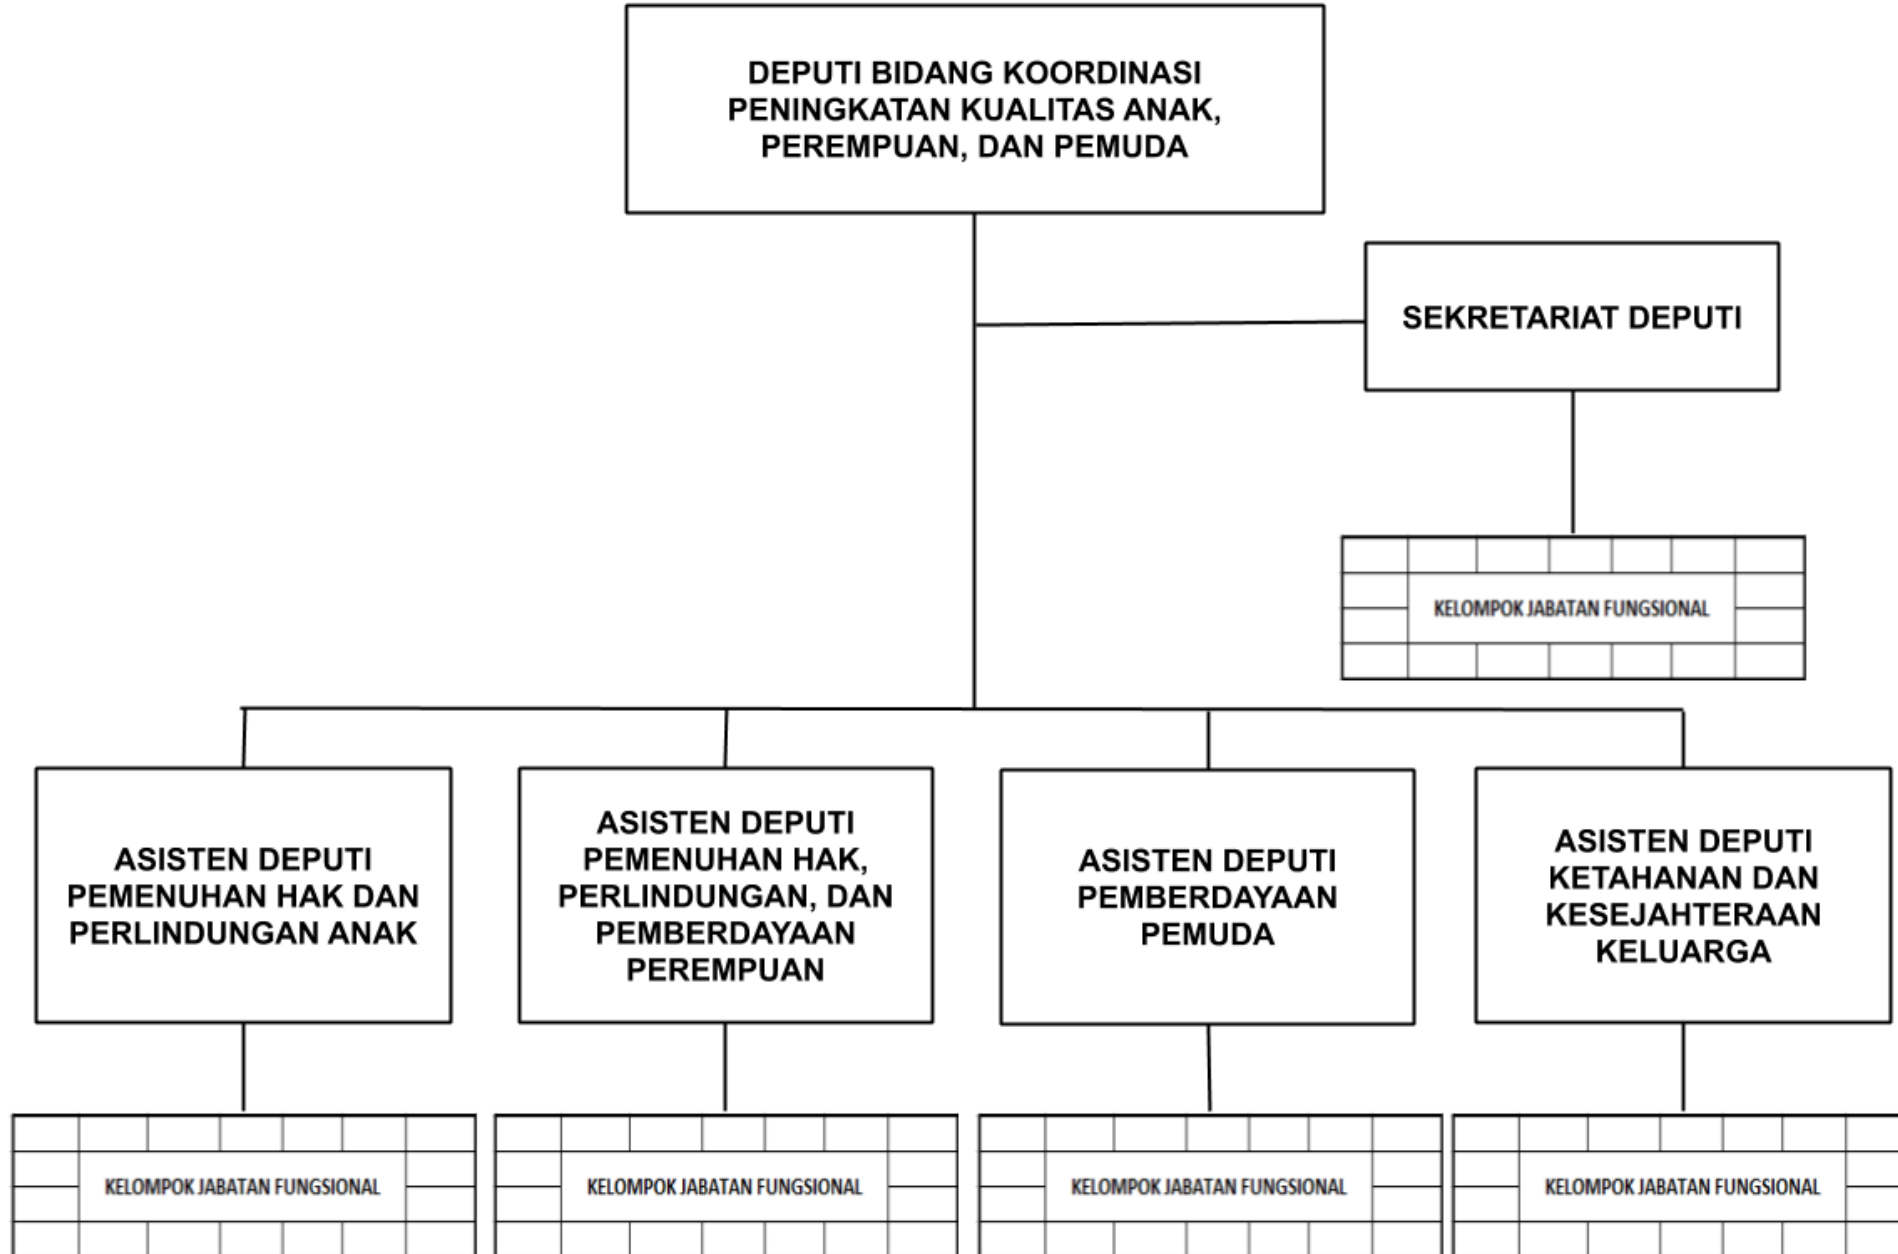 DEPUTI BIDANG KOORDINASI
PENINGKATAN KUALITAS ANAK,
PEREMPUAN, DAN PEMUDA
SEKRETARIAT DEPUTI
KELOMPOK JABATAN FUNGSIONAL
ASISTEN DEPUTI
PEMENUHAN HAK DAN
PERLINDUNGAN ANAK
ASISTEN DEPUTI
PEMENUHAN HAK,
PERLINDUNGAN, DAN
PEMBERDAYAAN
PEREMPUAN
ASISTEN DEPUTI
PEMBERDAYAAN
PEMUDA
ASISTEN DEPUTI
KETAHANAN DAN
KESEJAHTERAAN
KELUARGA
KELOMPOK JABATAN FUNGSIONAL
KELOMPOK JABATAN FUNGSIONAL
KELOMPOK JABATAN FUNGSIONAL
KELOMPOK JABATAN FUNGSIONAL